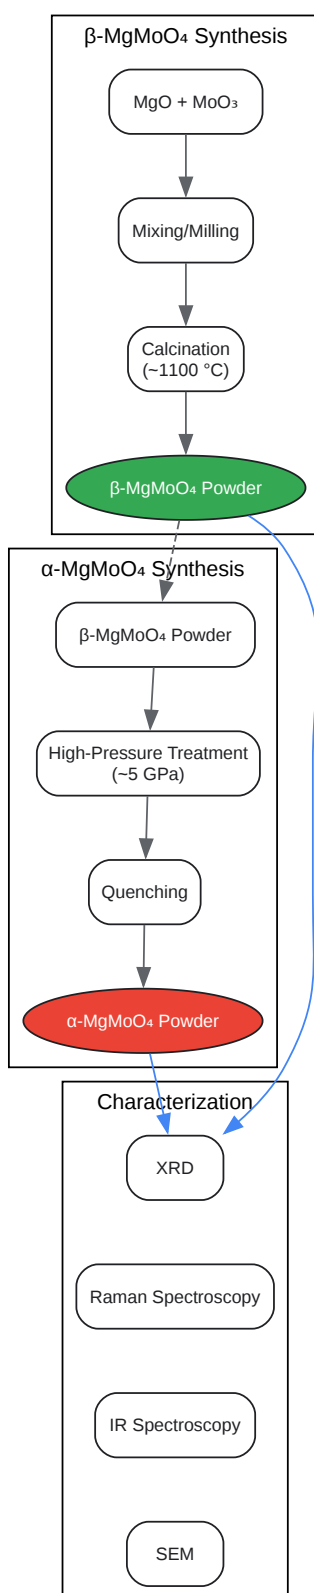 β-MgMoO₄ Synthesis
MgO + MoO₃
Mixing/Milling
Calcination
(~1100 °C)
β-MgMoO₄ Powder
α-MgMoO₄ Synthesis
β-MgMoO₄ Powder
High-Pressure Treatment
(~5 GPa)
Quenching
α-MgMoO₄ Powder
Characterization
XRD
Raman Spectroscopy
IR Spectroscopy
SEM